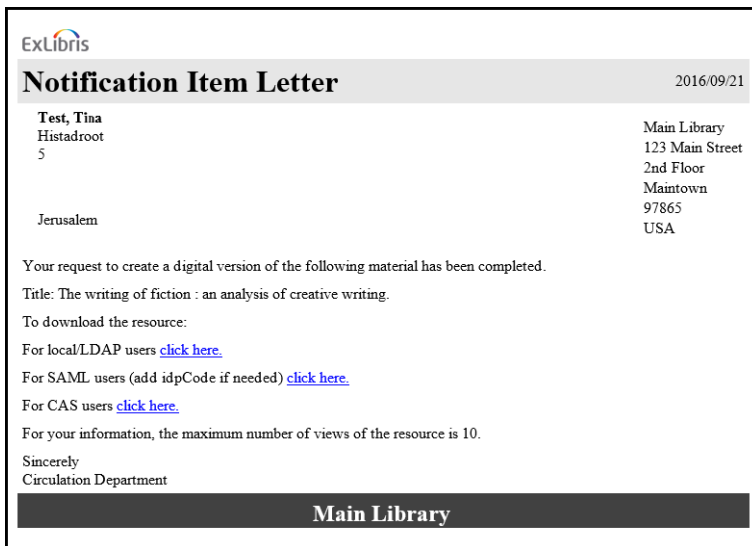 ExLibris
Notification Item Letter
2016/09/21
Test, Tina
Histadroot
5
Jerusalem
Main Library
123 Main Street
2nd Floor
Maintown
97865
USA
Your request to create a digital version of the following material has been completed.
Title: The writing of fiction : an analysis of creative writing.
To download the resource:
For local/LDAP users click here.
For SAML users (add idpCode if needed) click here.
For CAS users click here.
For your information, the maximum number of views of the resource is 10.
Sincerely
Circulation Department
Main Library